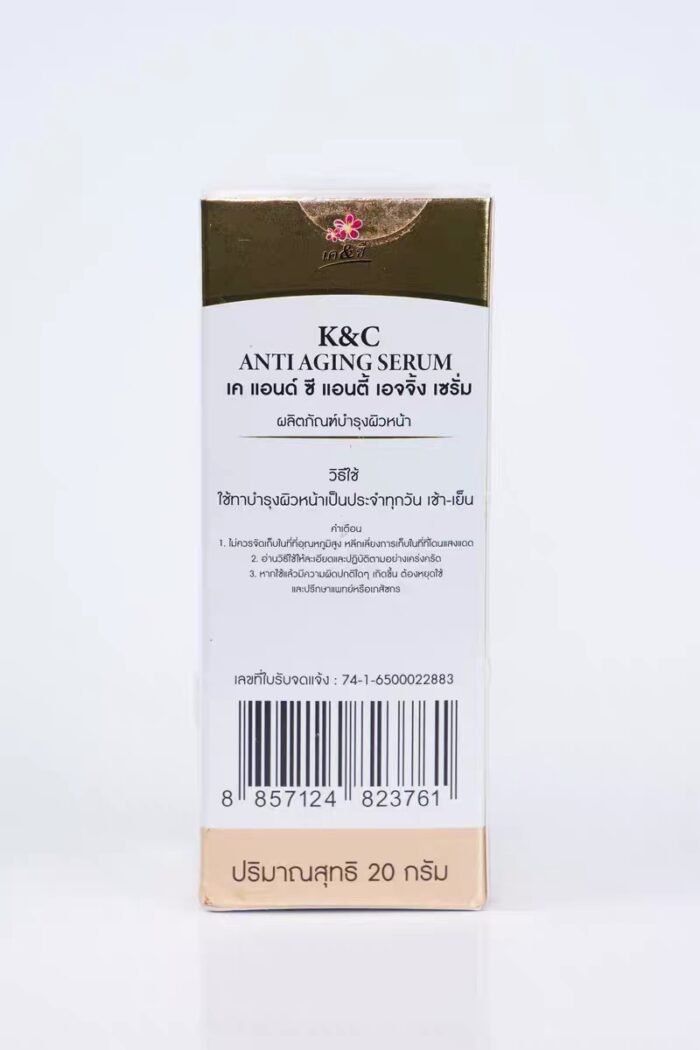 เค&ซี
K&C
ANTI AGING SERUM
เค แอนด์ ซี แอนตี้ เอจจิ้ง เซรั่ม
ผลิตภัณฑ์บำรุงผิวหน้า
วิธีใช้
ใช้ทาบำรุงผิวหน้าเป็นประจำทุกวัน เช้า-เย็น
คำเตือน
1. ไม่ควรจัดเก็บในที่ที่อุณหภูมิสูง หลีกเลี่ยงการเก็บในที่ที่โดนแสงแดด
2. อ่านวิธีใช้ให้ละเอียดและปฏิบัติตามอย่างเคร่งครัด
3. หากใช้แล้วมีความผิดปกติใดๆ เกิดขึ้น ต้องหยุดใช้
และปรึกษาแพทย์หรือเภสัชกร
เลขที่ใบรับจดแจ้ง : 74-1-6500022883
8 857124 823761
ปริมาณสุทธิ 20 กรัม